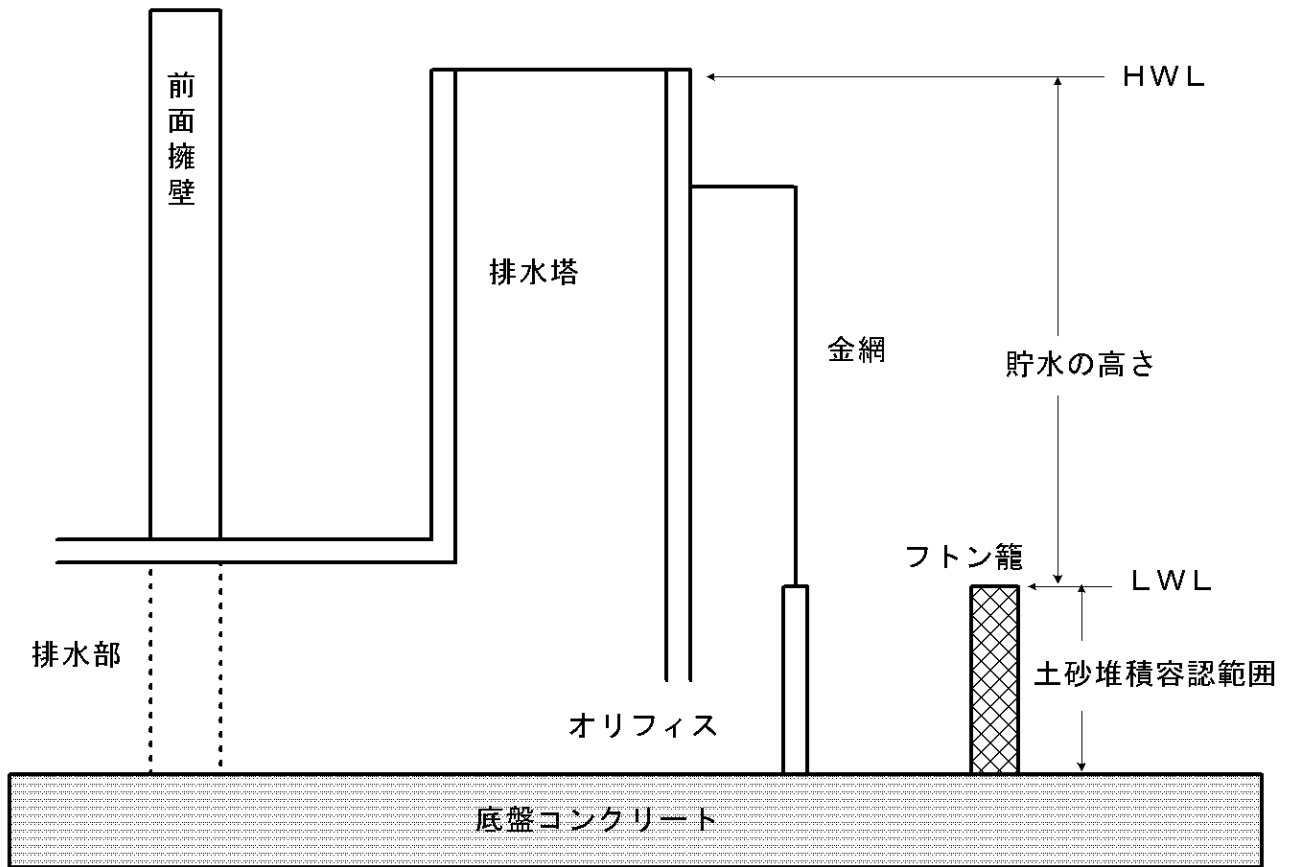 前面擁壁
HWL
排水塔
金網
貯水の高さ
フトン籠
LWL
排水部
土砂堆積容認範囲
オリフィス
底盤コンクリート